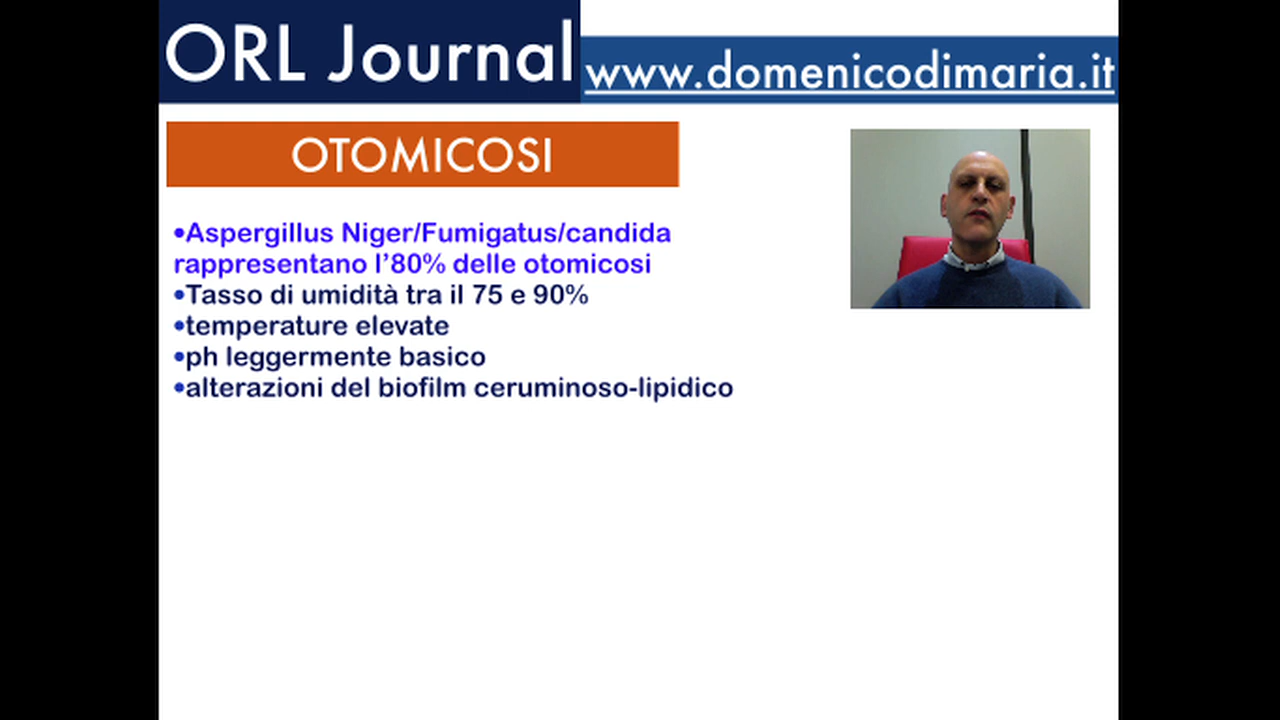 ORL Journal
www.domenicodimaria.it
OTOMICOSI
•Aspergillus Niger/Fumigatus/candida
rappresentano l’80% delle otomicosi
•Tasso di umidità tra il 75 e 90%
•temperature elevate
•ph leggermente basico
•alterazioni del biofilm ceruminoso-lipidico